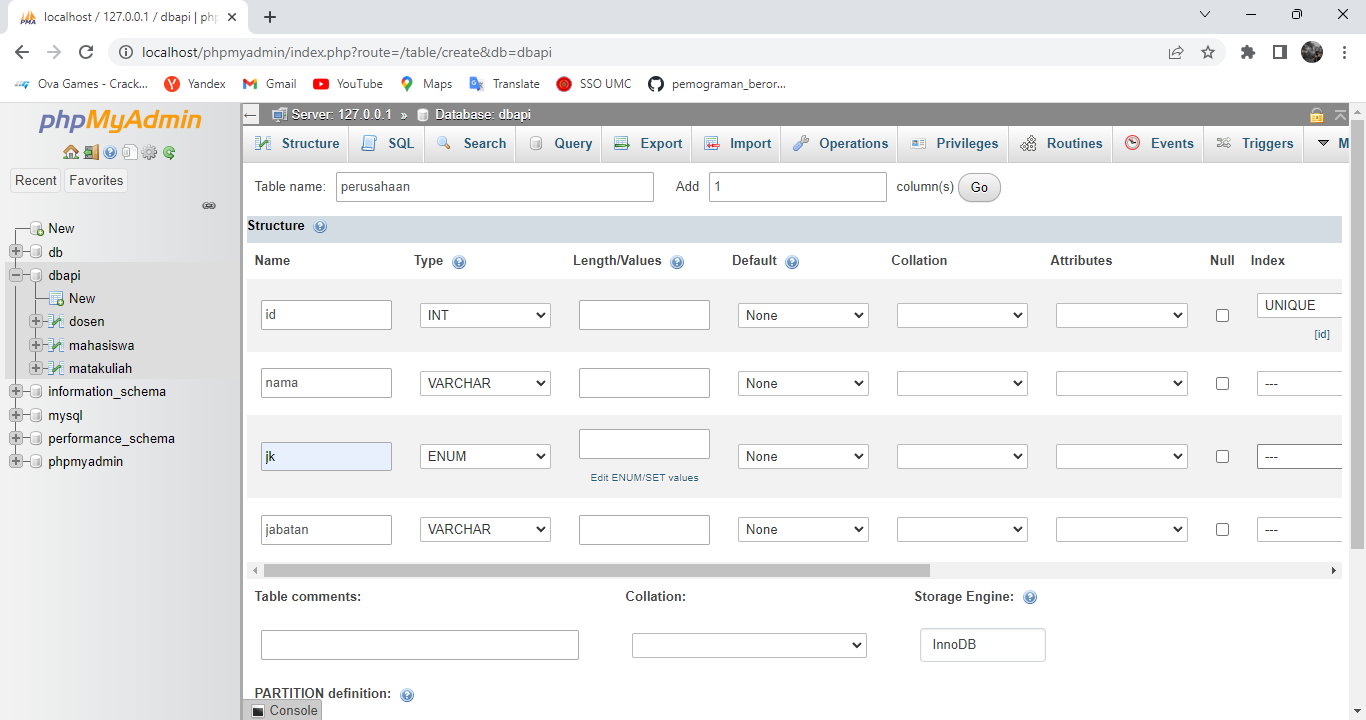 localhost / 127.0.0.1 / dbapi | php
localhost/phpmyadmin/index.php?route=/table/create&db=dbapi
Ova Games - Crack... Yandex Gmail YouTube Maps Translate SSO UMC pemograman_beror...
phpMyAdmin
Recent Favorites
New
db
dbapi
New
dosen
mahasiswa
matakuliah
information_schema
mysql
performance_schema
phpmyadmin
Server: 127.0.0.1 » Database: dbapi
Structure SQL Search Query Export Import Operations Privileges Routines Events Triggers M
Table name: perusahaan Add 1 column(s) Go
Structure
Name Type Length/Values Default Collation Attributes Null Index
id INT None UNIQUE
[id]
nama VARCHAR None ---
jk ENUM None ---
Edit ENUM/SET values
jabatan VARCHAR None ---
Table comments: Collation: Storage Engine:
InnoDB
PARTITION definition:
Console